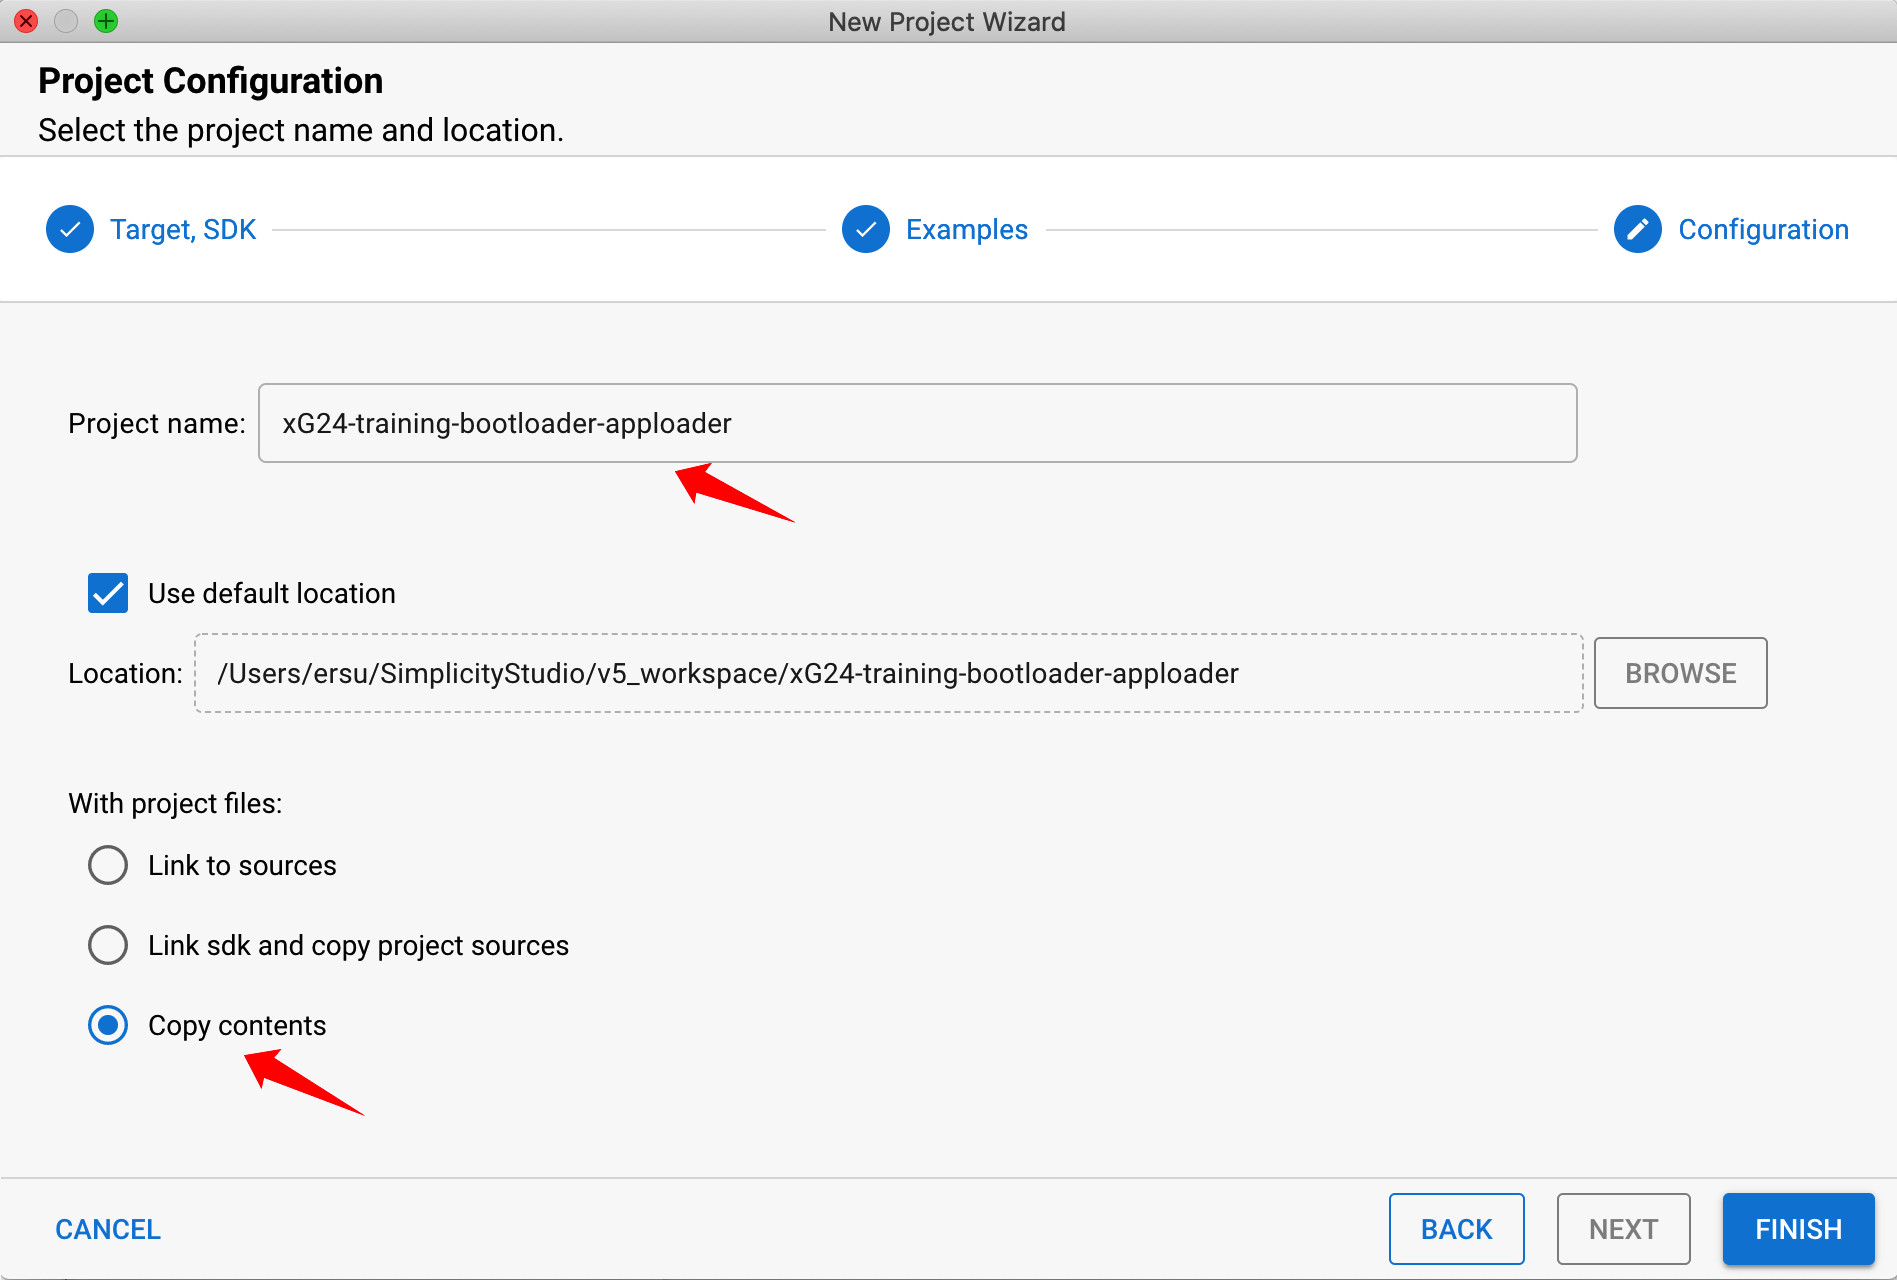 New Project Wizard
Project Configuration
Select the project name and location.
Target, SDK
Examples
Configuration
Project name: xG24-training-bootloader-apploader
Use default location
Location: /Users/ersu/SimplicityStudio/v5_workspace/xG24-training-bootloader-apploader BROWSE
With project files:
Link to sources
Link sdk and copy project sources
Copy contents
CANCEL BACK NEXT FINISH